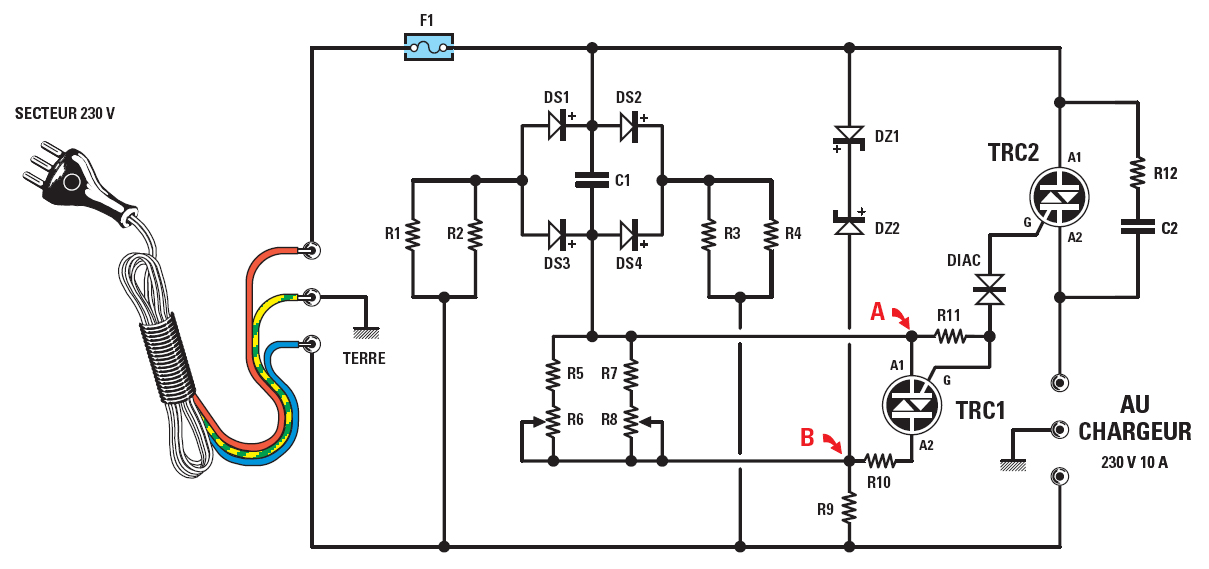 F1
SECTEUR 230 V
DS1
DS2
+
+
DZ1
+
TRC2
A1
R12
C1
R1
R2
R3
R4
+
DZ2
G
A2
C2
DS3
DS4
+
+
DIAC
TERRE
A
R11
R5
R7
A1
G
R6
R8
TRC1
AU
CHARGEUR
230 V 10 A
B
A2
R10
R9